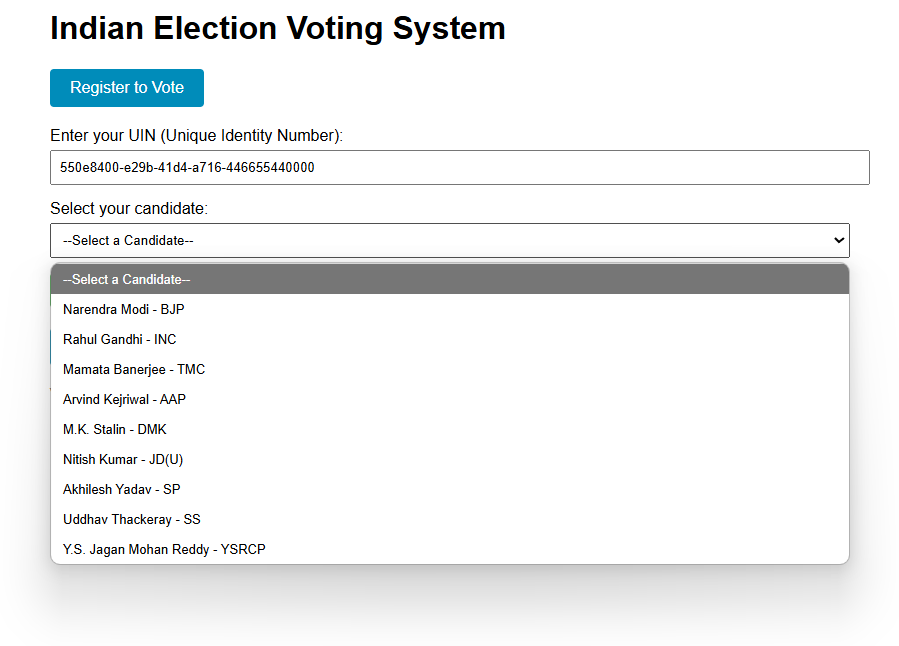 Indian Election Voting System
Register to Vote
Enter your UIN (Unique Identity Number):
550e8400-e29b-41d4-a716-446655440000
Select your candidate:
--Select a Candidate--
--Select a Candidate--
Narendra Modi - BJP
Rahul Gandhi - INC
Mamata Banerjee - TMC
Arvind Kejriwal - AAP
M.K. Stalin - DMK
Nitish Kumar - JD(U)
Akhilesh Yadav - SP
Uddhav Thackeray - SS
Y.S. Jagan Mohan Reddy - YSRCP